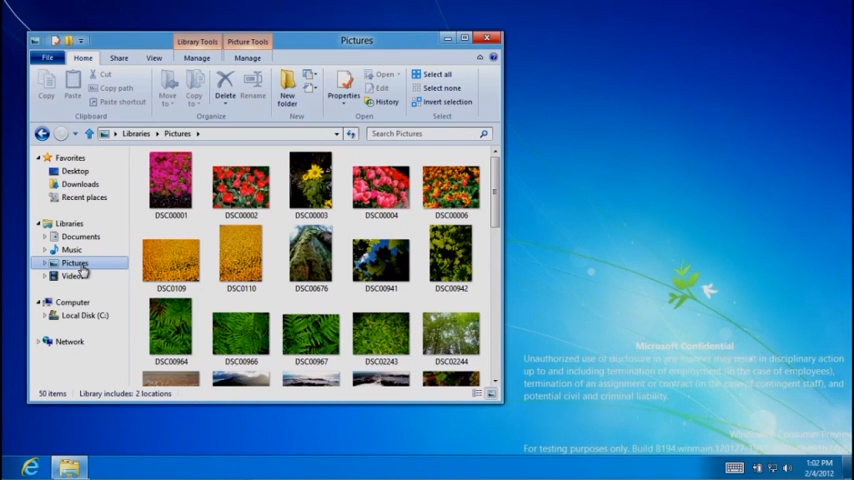 Library Tools
Picture Tools
Pictures
File
Home
Share
View
Manage
Manage
Copy
Paste
Cut
Copy path
Paste shortcut
Clipboard
Move to
Copy to
Delete
Rename
Organize
New folder
New
Properties
Open
Edit
History
Open
Select all
Select none
Invert selection
Select
Libraries
Pictures
Search Pictures
Favorites
Desktop
Downloads
Recent places
Libraries
Documents
Music
Pictures
Computer
Local Disk (C:)
Network
DSC00001
DSC00002
DSC00003
DSC00004
DSC00006
DSC0109
DSC0110
DSC00676
DSC00941
DSC00942
DSC00964
DSC00966
DSC00967
DSC02243
DSC02244
50 items
Library includes: 2 locations
Microsoft Confidential
Unauthorized use or disclosure in any manner may result in disciplinary action
up to and including termination of employment (in the case of employees),
termination of an assignment or contract (in the case of contingent staff), and
potential civil and criminal liability.
For testing purposes only. Build 8194.winmain
1:02 PM
2/4/2012